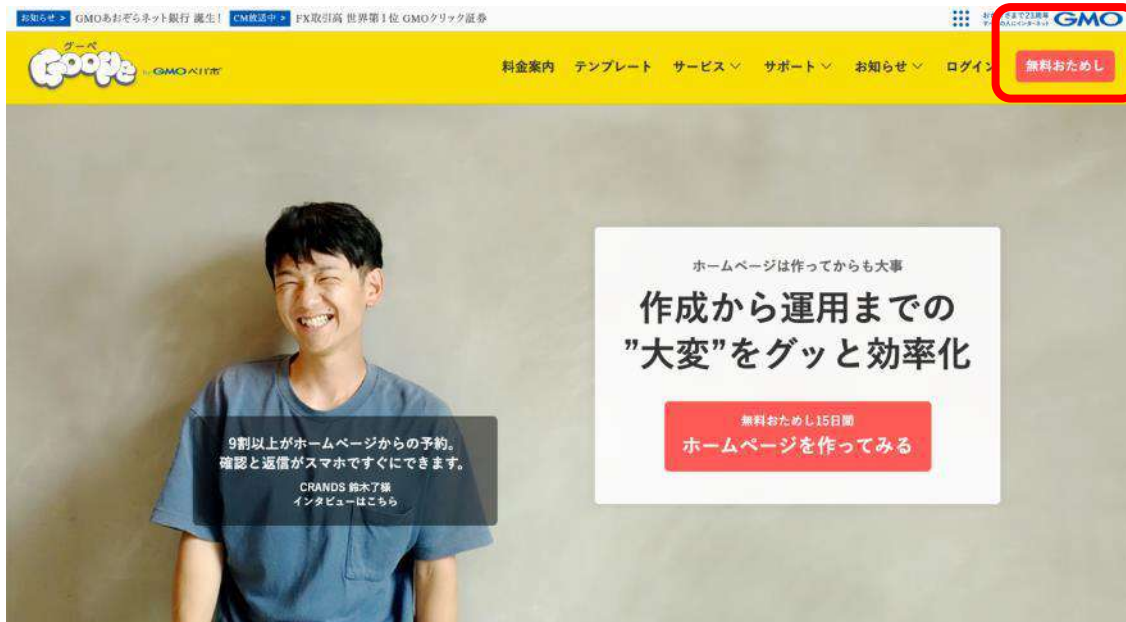 お知らせ > GMOあおぞらネット銀行 誕生! CM放送中 > FX取引高 世界第1位 GMOクリック証券
GMO
グーペ
Goope by GMOペパボ
料金案内 テンプレート サービス サポート お知らせ ログイン 無料おためし
ホームページは作ってからも大事
作成から運用までの
”大変”をグッと効率化
無料おためし15日間
ホームページを作ってみる
9割以上がホームページからの予約。
確認と返信がスマホですぐにできます。
CRANDS 鈴木了様
インタビューはこちら